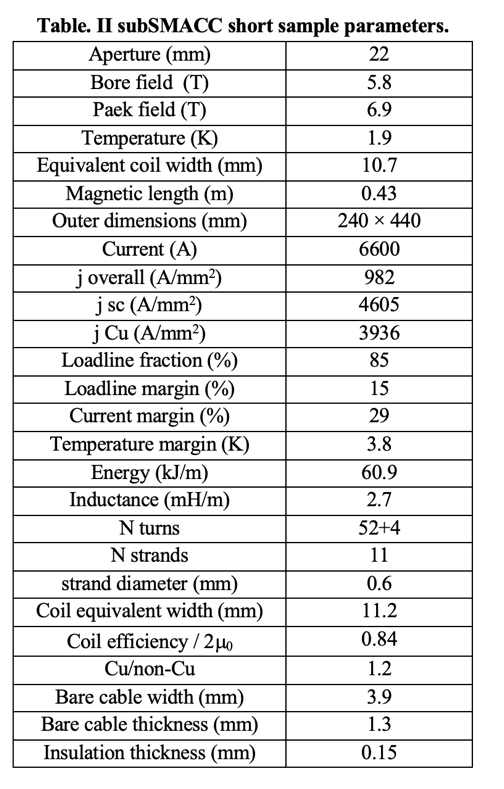 Table. II subSMACC short sample parameters.
Aperture (mm) 22
Bore field (T) 5.8
Paek field (T) 6.9
Temperature (K) 1.9
Equivalent coil width (mm) 10.7
Magnetic length (m) 0.43
Outer dimensions (mm) 240 × 440
Current (A) 6600
j overall (A/mm²) 982
j sc (A/mm²) 4605
j Cu (A/mm²) 3936
Loadline fraction (%) 85
Loadline margin (%) 15
Current margin (%) 29
Temperature margin (K) 3.8
Energy (kJ/m) 60.9
Inductance (mH/m) 2.7
N turns 52+4
N strands 11
strand diameter (mm) 0.6
Coil equivalent width (mm) 11.2
Coil efficiency / 2μ₀ 0.84
Cu/non-Cu 1.2
Bare cable width (mm) 3.9
Bare cable thickness (mm) 1.3
Insulation thickness (mm) 0.15